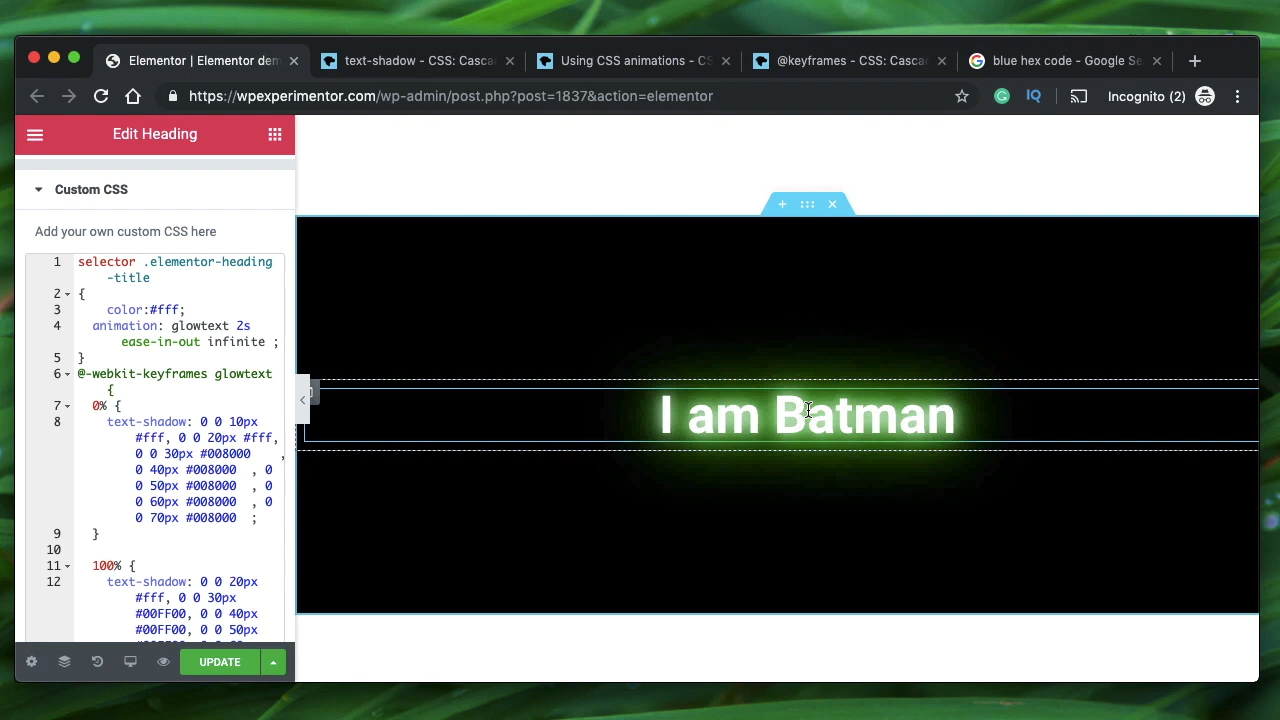 Elementor | Elementor dem
text-shadow - CSS: Casca
Using CSS animations - CS
@keyframes - CSS: Casca
blue hex code - Google Se
https://wpexperimentor.com/wp-admin/post.php?post=1837&action=elementor
IQ
Incognito (2)
Edit Heading
Custom CSS
Add your own custom CSS here
1 selector .elementor-heading
-title
2 {
3 color:#fff;
4 animation: glowtext 2s
ease-in-out infinite ;
5 }
6 @-webkit-keyframes glowtext
{
7 0% {
8 text-shadow: 0 0 10px
#fff, 0 0 20px #fff,
0 0 30px #008000 ,
0 40px #008000 , 0
0 50px #008000 , 0
0 60px #008000 , 0
0 70px #008000 ;
9 }
10
11 100% {
12 text-shadow: 0 0 20px
#fff, 0 0 30px
#00FF00, 0 0 40px
#00FF00, 0 0 50px
UPDATE
I am Batman